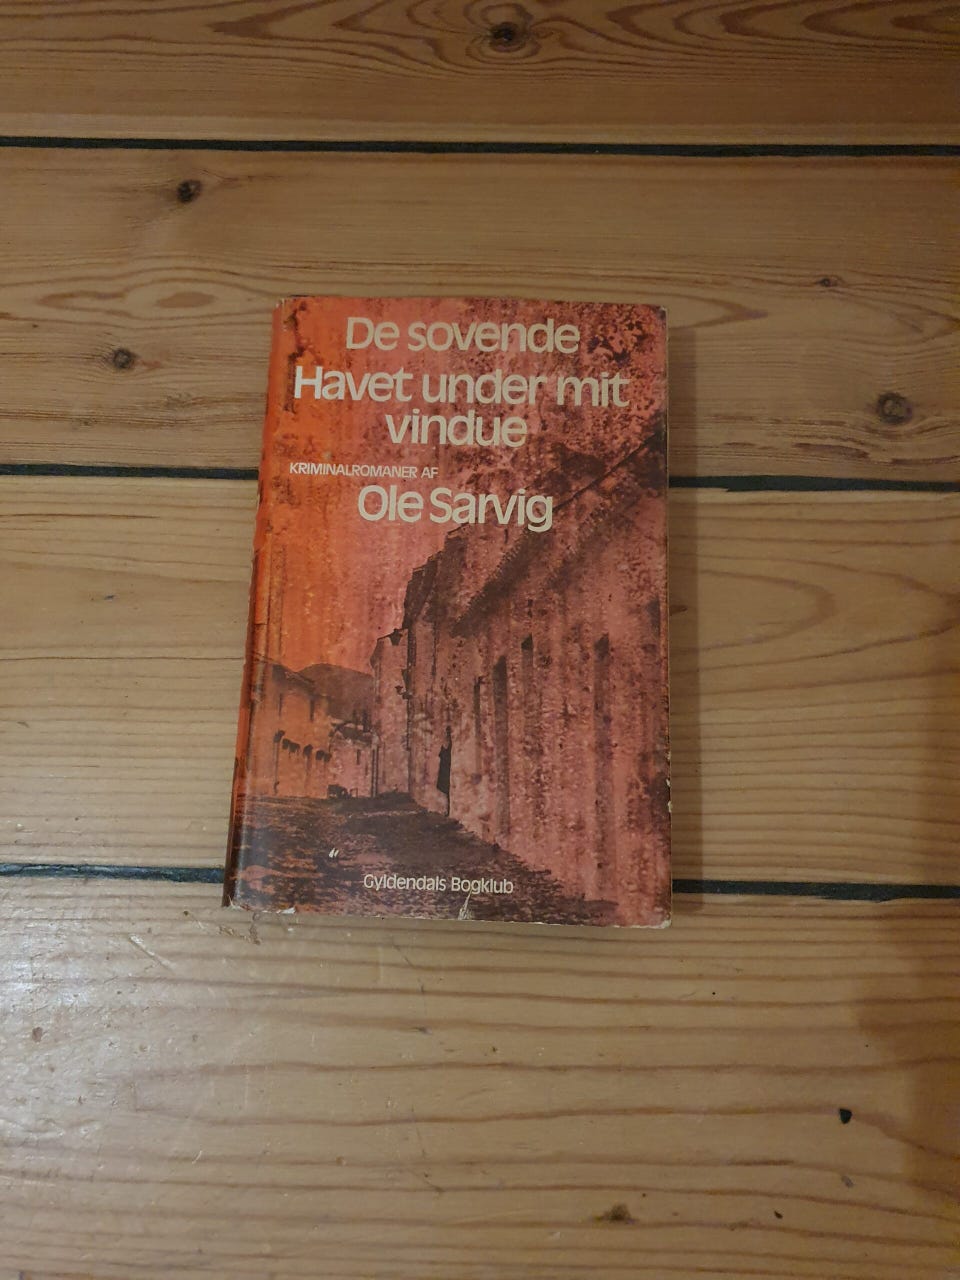 De sovende
Havet under mit
vindue
KRIMINALROMANER AF
Ole Sarvig
Gyldendals Bogklub